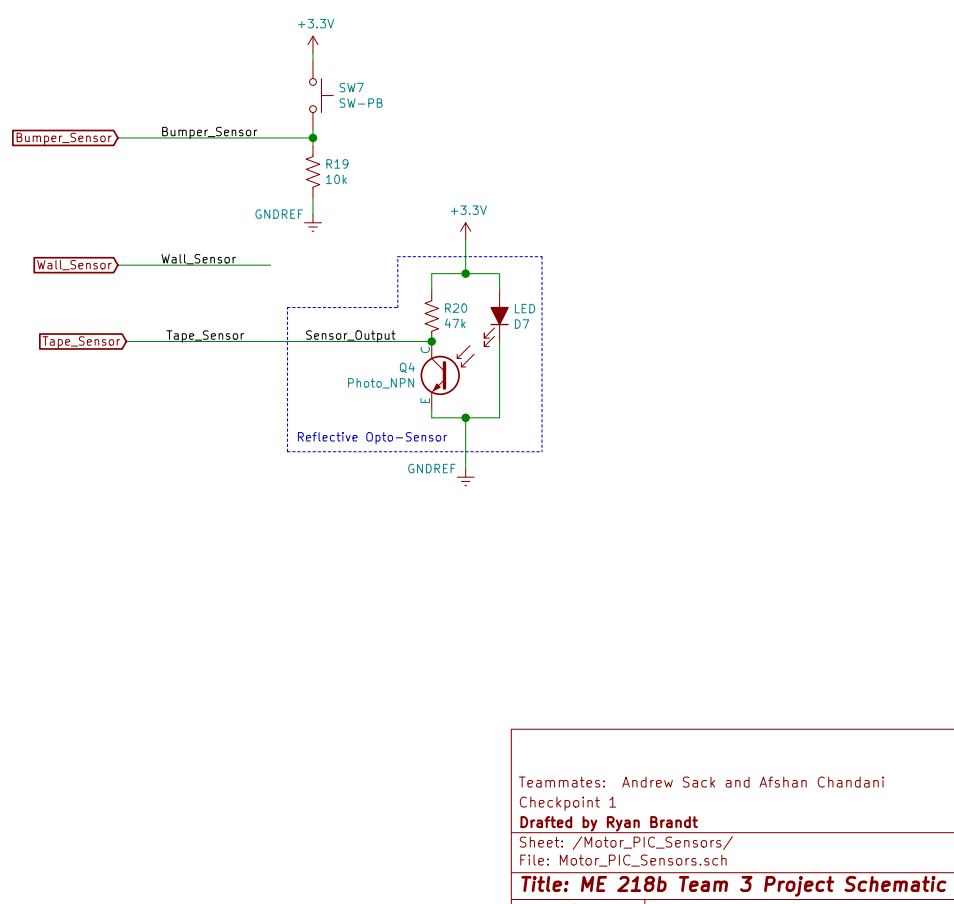 +3.3V
SW7
SW-PB
Bumper_Sensor
Bumper_Sensor
R19
10k
GNDREF
+3.3V
Wall_Sensor
Wall_Sensor
R20
47k
LED
D7
Tape_Sensor
Tape_Sensor
Sensor_Output
C
Q4
Photo_NPN
E
Reflective Opto-Sensor
GNDREF
Teammates: Andrew Sack and Afshan Chandani
Checkpoint 1
Drafted by Ryan Brandt
Sheet: /Motor_PIC_Sensors/
File: Motor_PIC_Sensors.sch
Title: ME 218b Team 3 Project Schematic